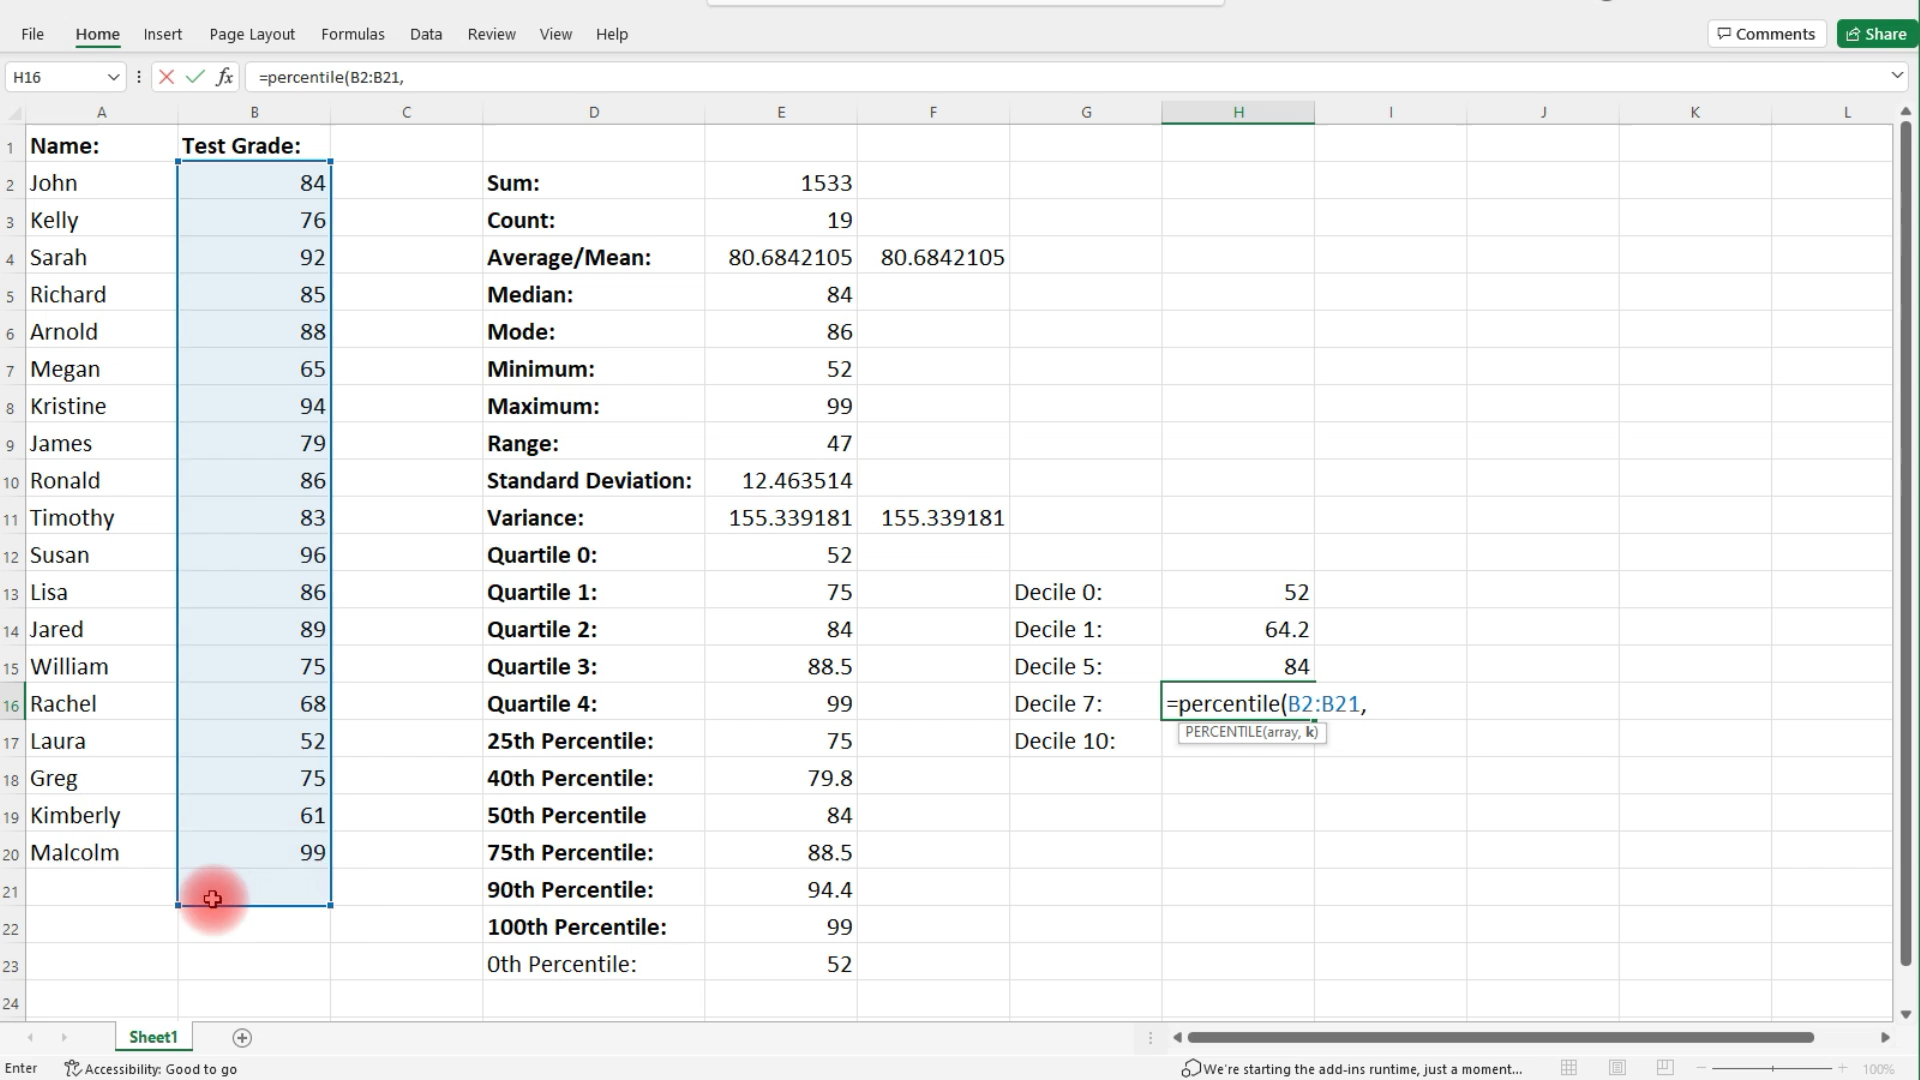 File Home Insert Page Layout Formulas Data Review View Help Comments Share
H16 fx =percentile(B2:B21,
A B C D E F G H I J K L
1 Name: Test Grade:
2 John 84 Sum: 1533
3 Kelly 76 Count: 19
4 Sarah 92 Average/Mean: 80.6842105 80.6842105
5 Richard 85 Median: 84
6 Arnold 88 Mode: 86
7 Megan 65 Minimum: 52
8 Kristine 94 Maximum: 99
9 James 79 Range: 47
10 Ronald 86 Standard Deviation: 12.463514
11 Timothy 83 Variance: 155.339181 155.339181
12 Susan 96 Quartile 0: 52
13 Lisa 86 Quartile 1: 75 Decile 0: 52
14 Jared 89 Quartile 2: 84 Decile 1: 64.2
15 William 75 Quartile 3: 88.5 Decile 5: 84
16 Rachel 68 Quartile 4: 99 Decile 7: =percentile(B2:B21,
PERCENTILE(array, k)
17 Laura 52 25th Percentile: 75 Decile 10:
18 Greg 75 40th Percentile: 79.8
19 Kimberly 61 50th Percentile 84
20 Malcolm 99 75th Percentile: 88.5
21 90th Percentile: 94.4
22 100th Percentile: 99
23 0th Percentile: 52
24
Sheet1
Enter Accessibility: Good to go We're starting the add-ins runtime, just a moment... 100%